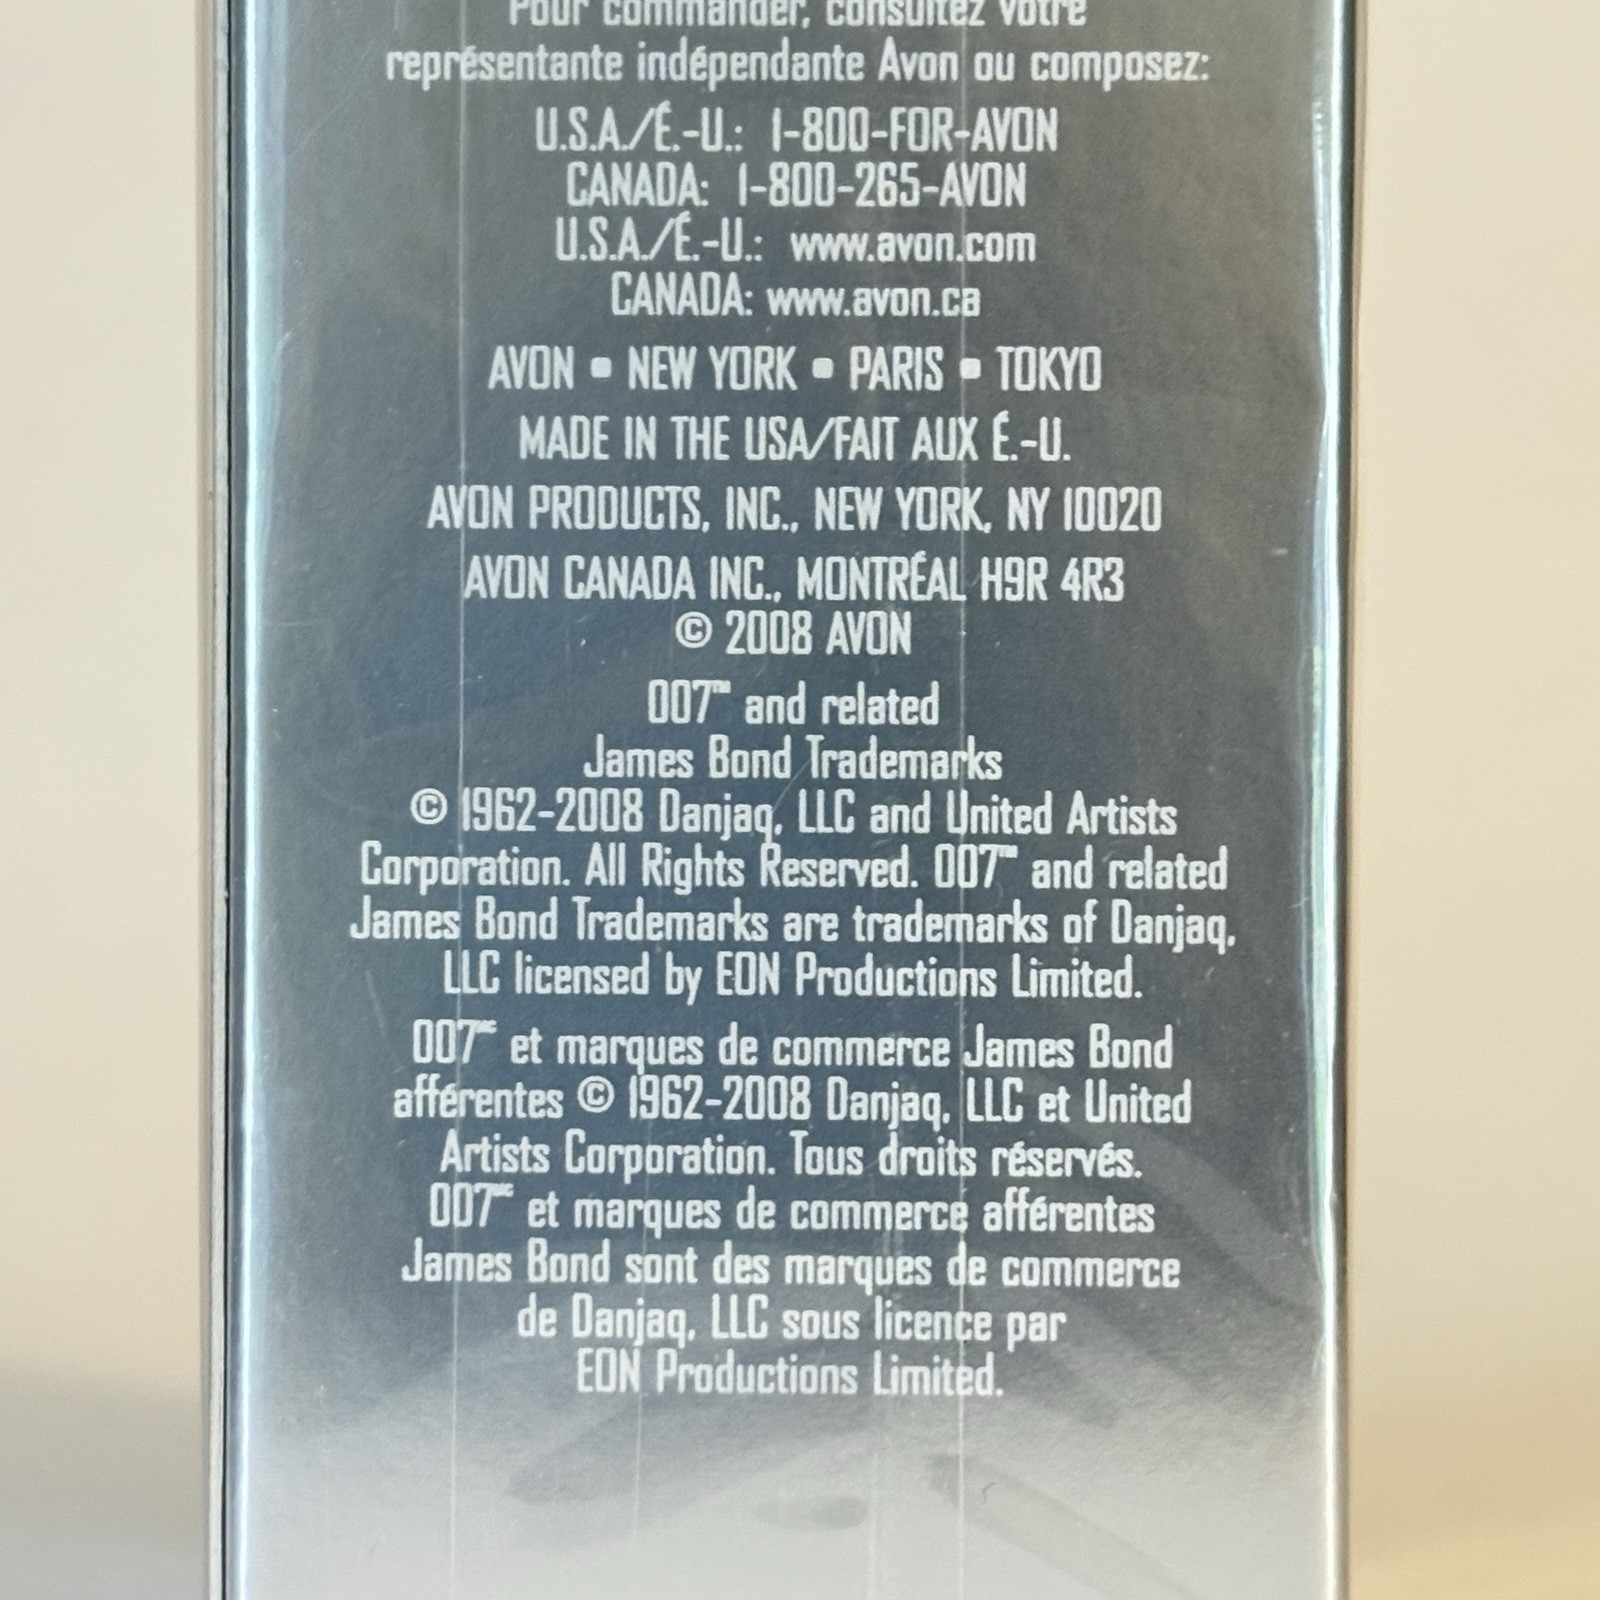 Pour commander, consultez votre
représentante indépendante Avon ou composez:
U.S.A./É.-U.: 1-800-FOR-AVON
CANADA: 1-800-265-AVON
U.S.A./É.-U.: www.avon.com
CANADA: www.avon.ca
AVON ▪ NEW YORK ▪ PARIS ▪ TOKYO
MADE IN THE USA/FAIT AUX É.-U.
AVON PRODUCTS, INC., NEW YORK, NY 10020
AVON CANADA INC., MONTRÉAL H9R 4R3
© 2008 AVON
007™ and related
James Bond Trademarks
© 1962-2008 Danjaq, LLC and United Artists
Corporation. All Rights Reserved. 007™ and related
James Bond Trademarks are trademarks of Danjaq,
LLC licensed by EON Productions Limited.
007ᴹᶜ et marques de commerce James Bond
afférentes © 1962-2008 Danjaq, LLC et United
Artists Corporation. Tous droits réservés.
007ᴹᶜ et marques de commerce afférentes
James Bond sont des marques de commerce
de Danjaq, LLC sous licence par
EON Productions Limited.